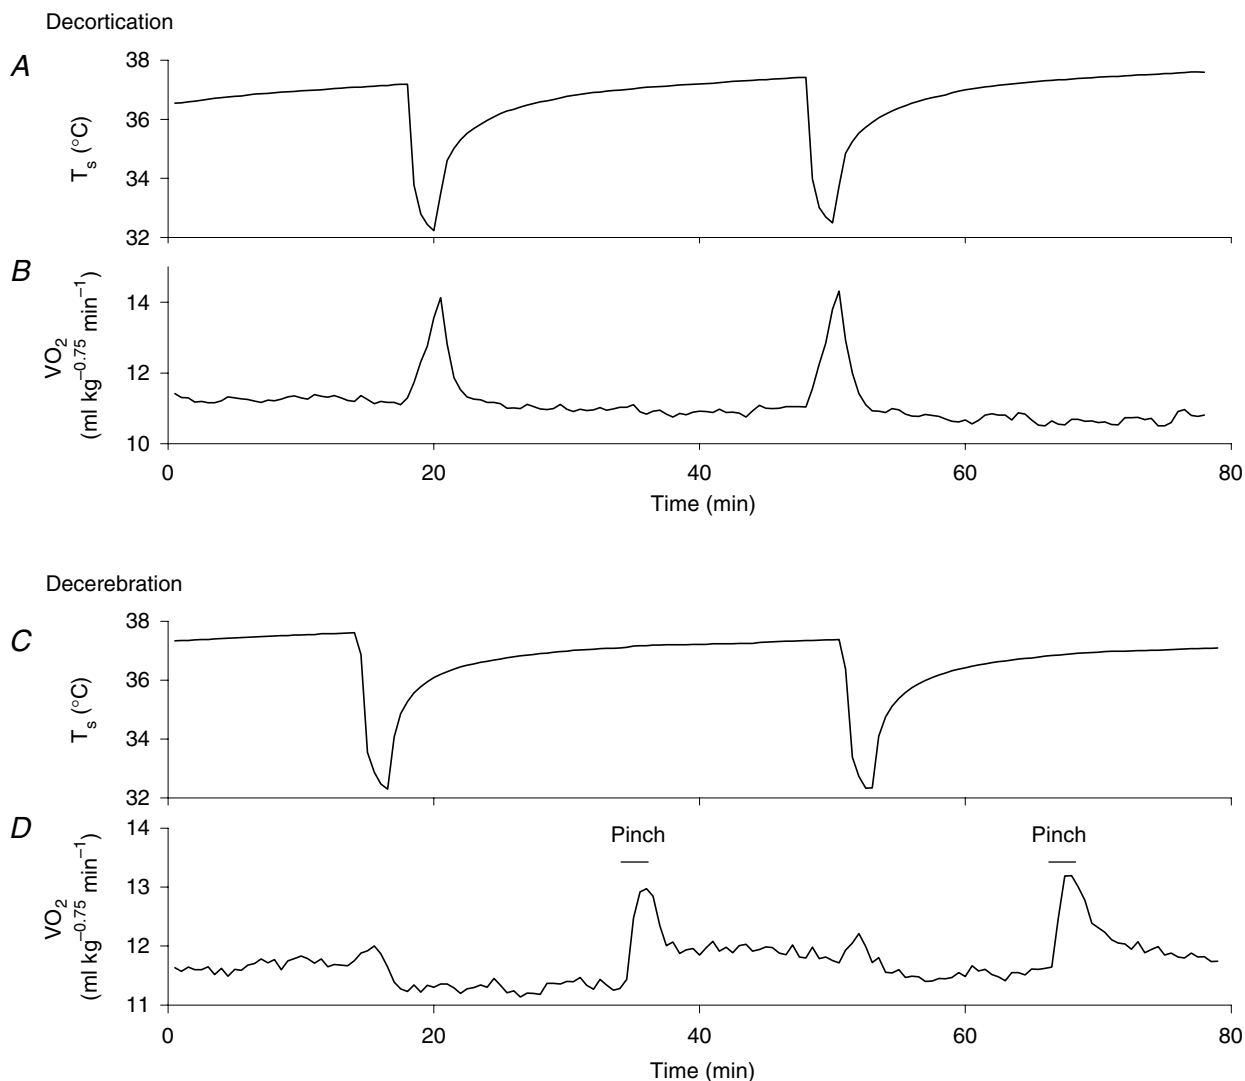 Decortication
A
38
36
34
32
T_s (°C)
B
14
12
10
VO_2
(ml kg^–0.75 min^–1)
0 20 40 60 80
Time (min)
Decerebration
C
38
36
34
32
T_s (°C)
D
14
13
12
11
VO_2
(ml kg^–0.75 min^–1)
Pinch Pinch
0 20 40 60 80
Time (min)